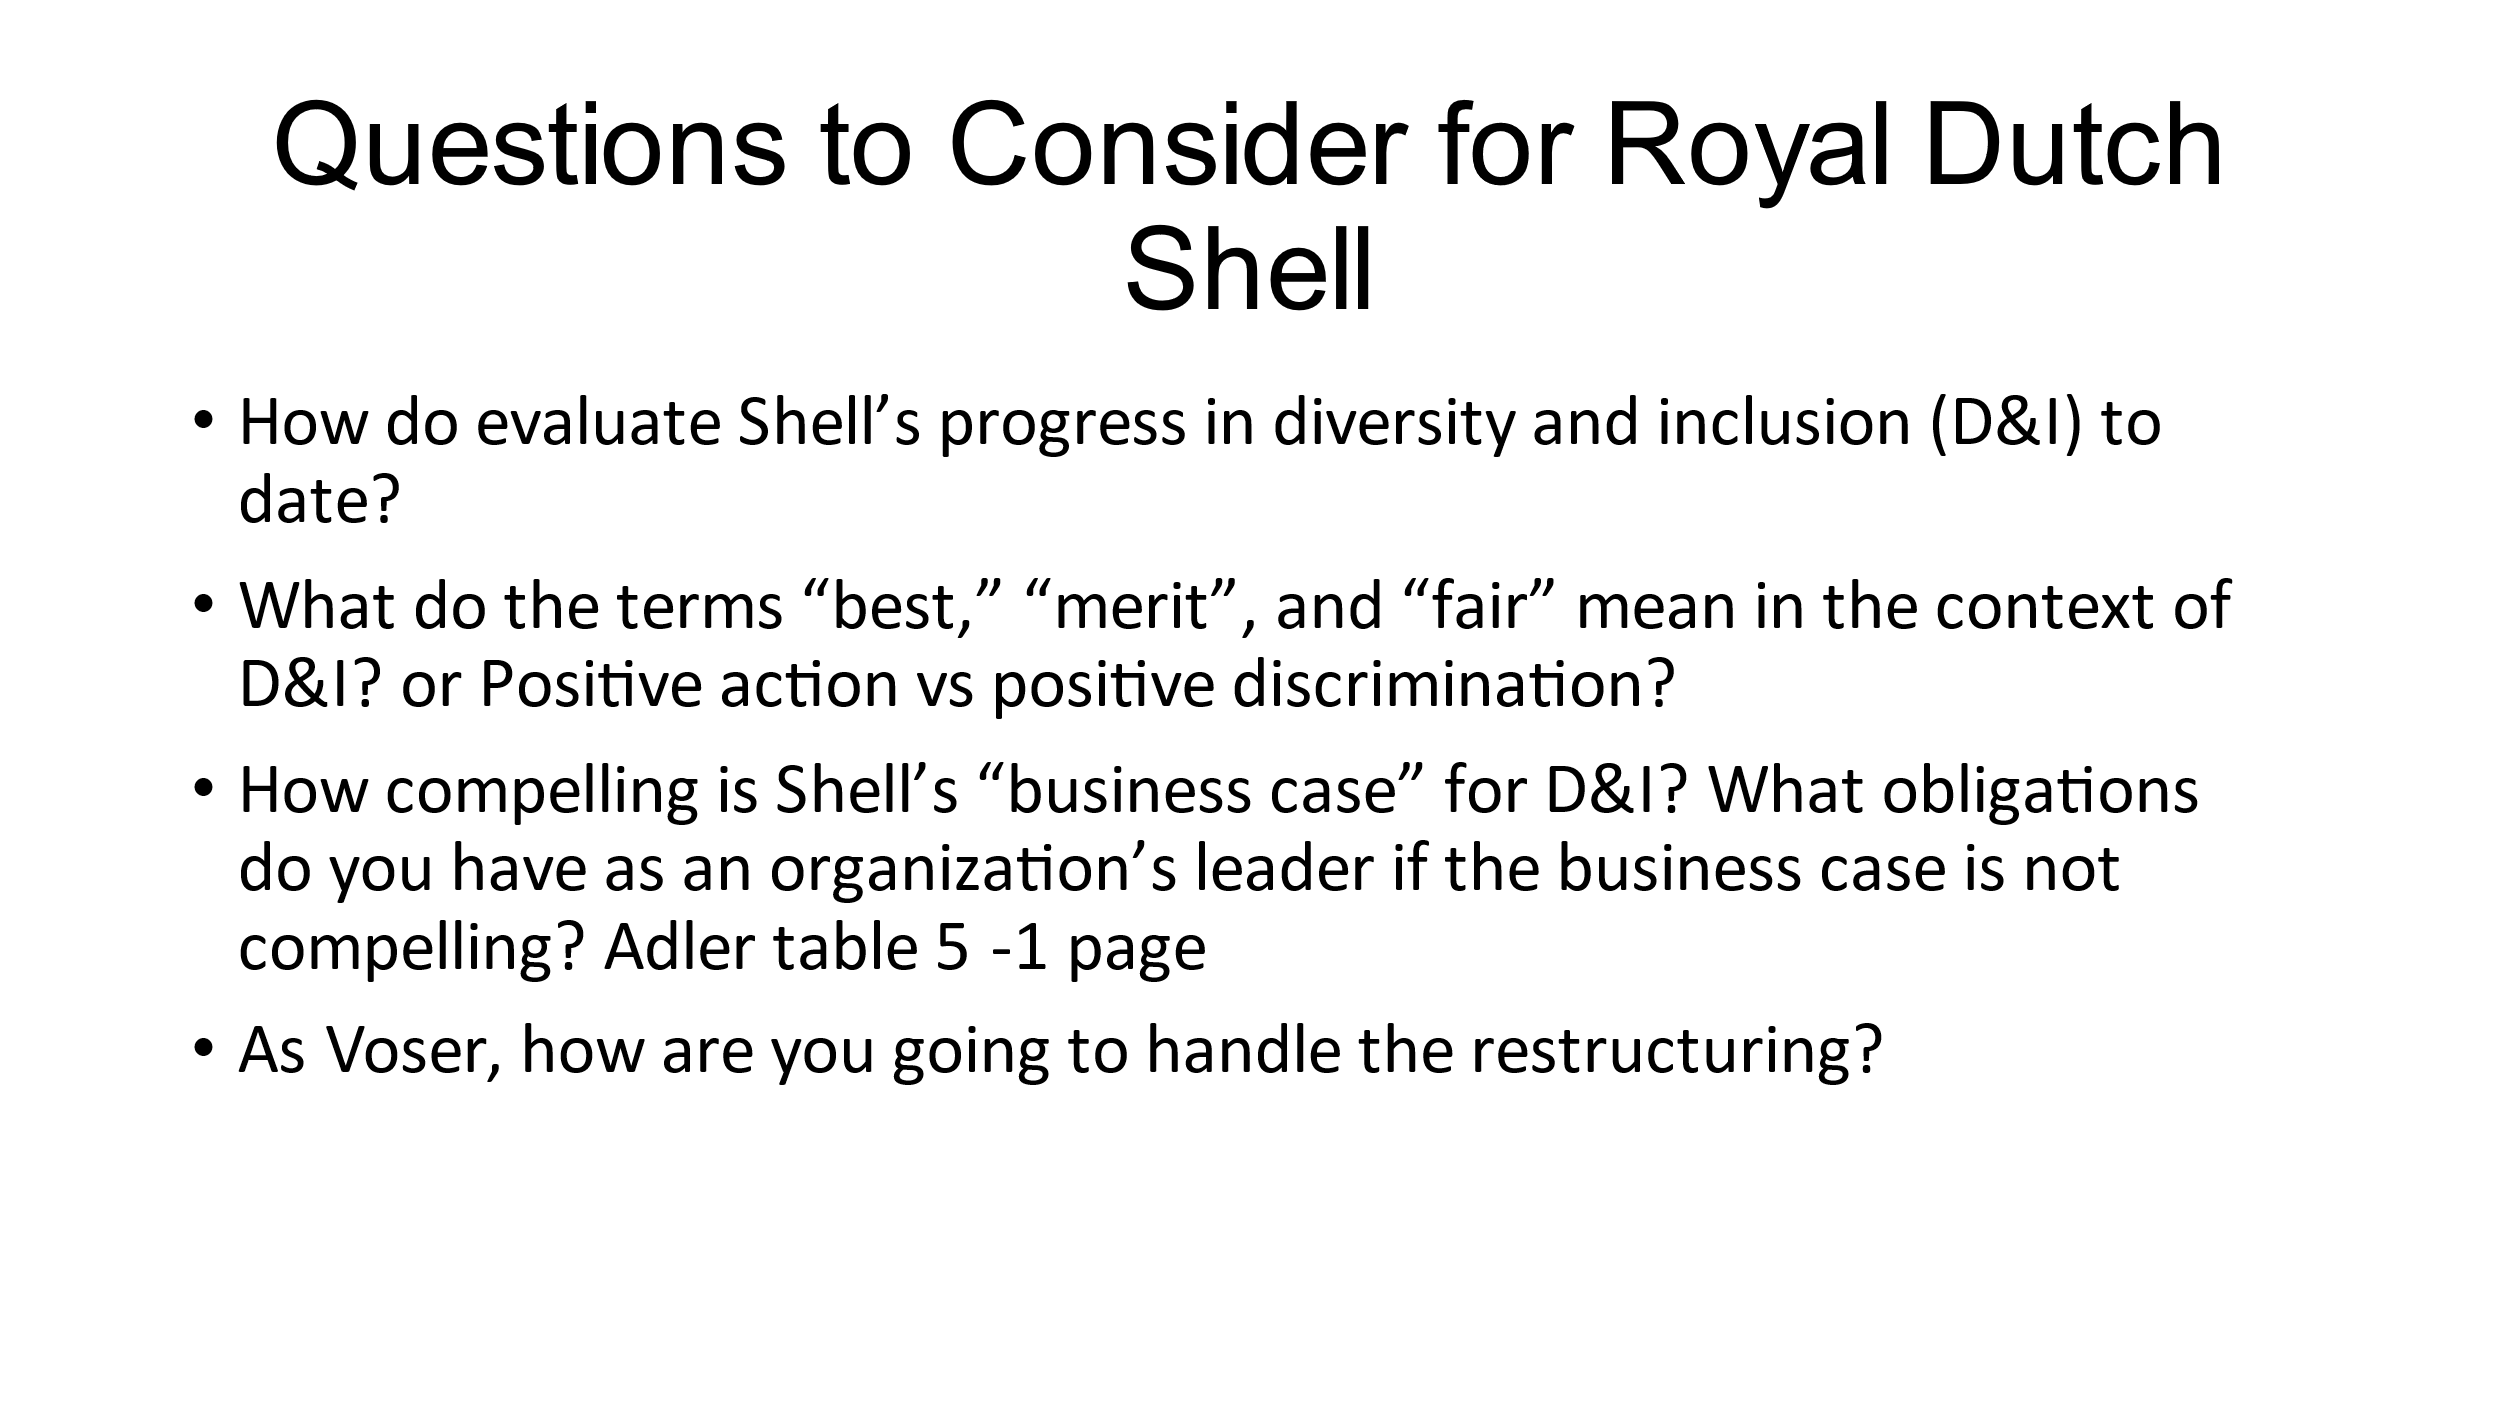 Questions to Consider for Royal Dutch
Shell
• How do evaluate Shell’s progress in diversity and inclusion (D&I) to
date?
• What do the terms “best,” “merit”, and “fair” mean in the context of
D&I? or Positive action vs positive discrimination?
• How compelling is Shell’s “business case” for D&I? What obligations
do you have as an organization’s leader if the business case is not
compelling? Adler table 5 -1 page
• As Voser, how are you going to handle the restructuring?